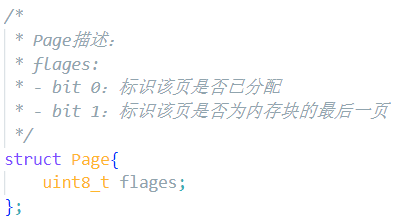 /*
 * Page描述:
 * flages:
 * - bit 0：标识该页是否已分配
 * - bit 1：标识该页是否为内存块的最后一页
 */
struct Page{
    uint8_t flages;
};